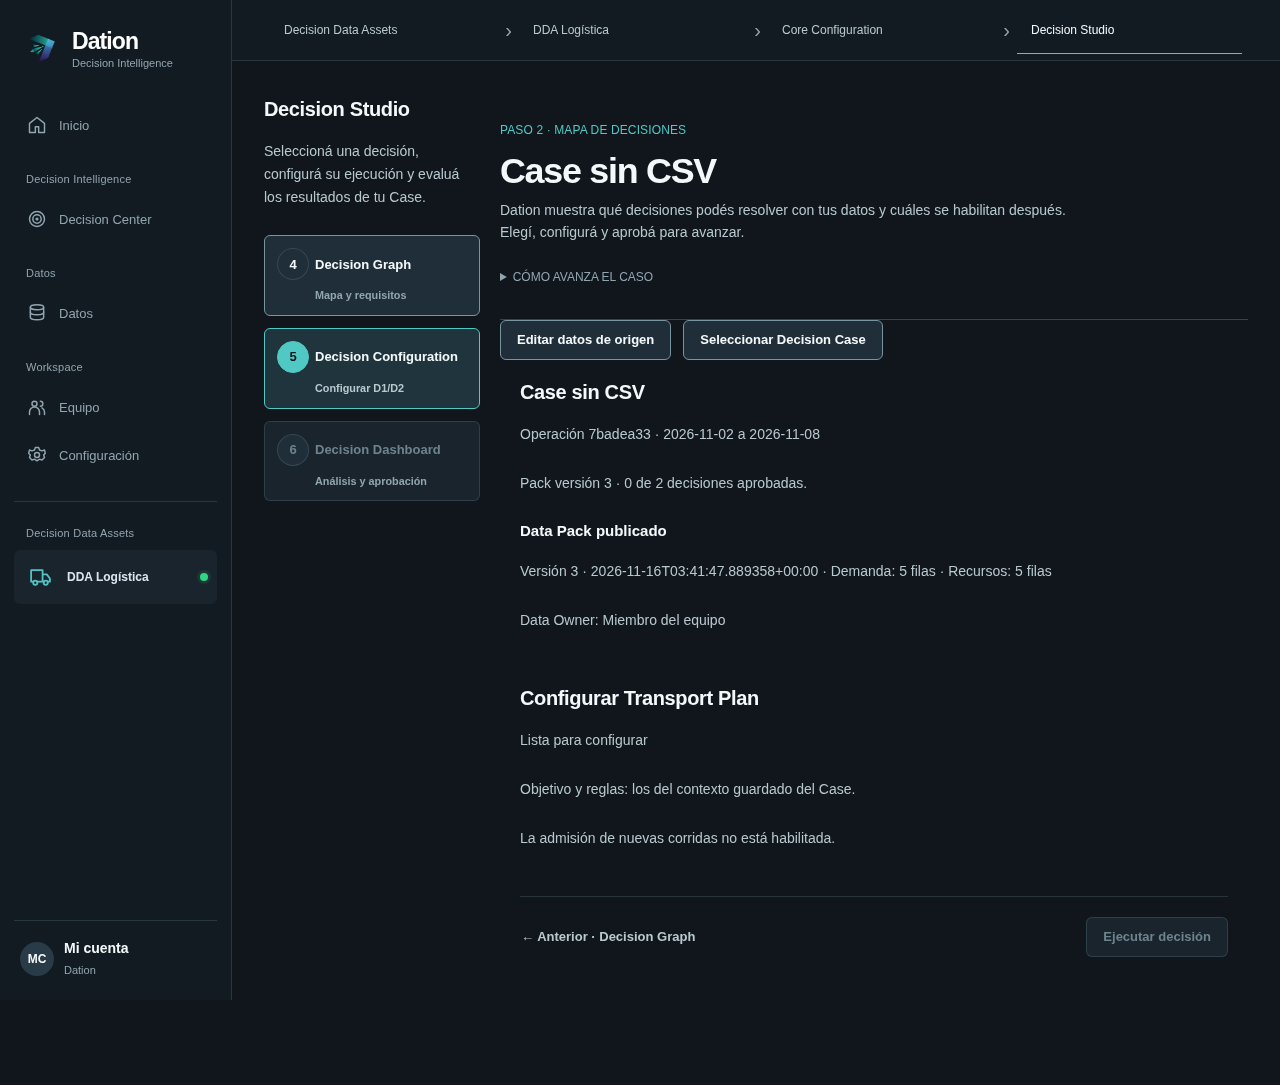 Dation
Decision Intelligence
Inicio
Decision Intelligence
Decision Center
Datos
Datos
Workspace
Equipo
Configuración
Decision Data Assets
DDA Logística
MC
Mi cuenta
Dation
Decision Data Assets › DDA Logística › Core Configuration › Decision Studio
Decision Studio
Seleccioná una decisión,
configurá su ejecución y evaluá
los resultados de tu Case.
4 Decision Graph
Mapa y requisitos
5 Decision Configuration
Configurar D1/D2
6 Decision Dashboard
Análisis y aprobación
PASO 2 · MAPA DE DECISIONES
Case sin CSV
Dation muestra qué decisiones podés resolver con tus datos y cuáles se habilitan después.
Elegí, configurá y aprobá para avanzar.
▶ CÓMO AVANZA EL CASO
Editar datos de origen Seleccionar Decision Case
Case sin CSV
Operación 7badea33 · 2026-11-02 a 2026-11-08
Pack versión 3 · 0 de 2 decisiones aprobadas.
Data Pack publicado
Versión 3 · 2026-11-16T03:41:47.889358+00:00 · Demanda: 5 filas · Recursos: 5 filas
Data Owner: Miembro del equipo
Configurar Transport Plan
Lista para configurar
Objetivo y reglas: los del contexto guardado del Case.
La admisión de nuevas corridas no está habilitada.
← Anterior · Decision Graph Ejecutar decisión